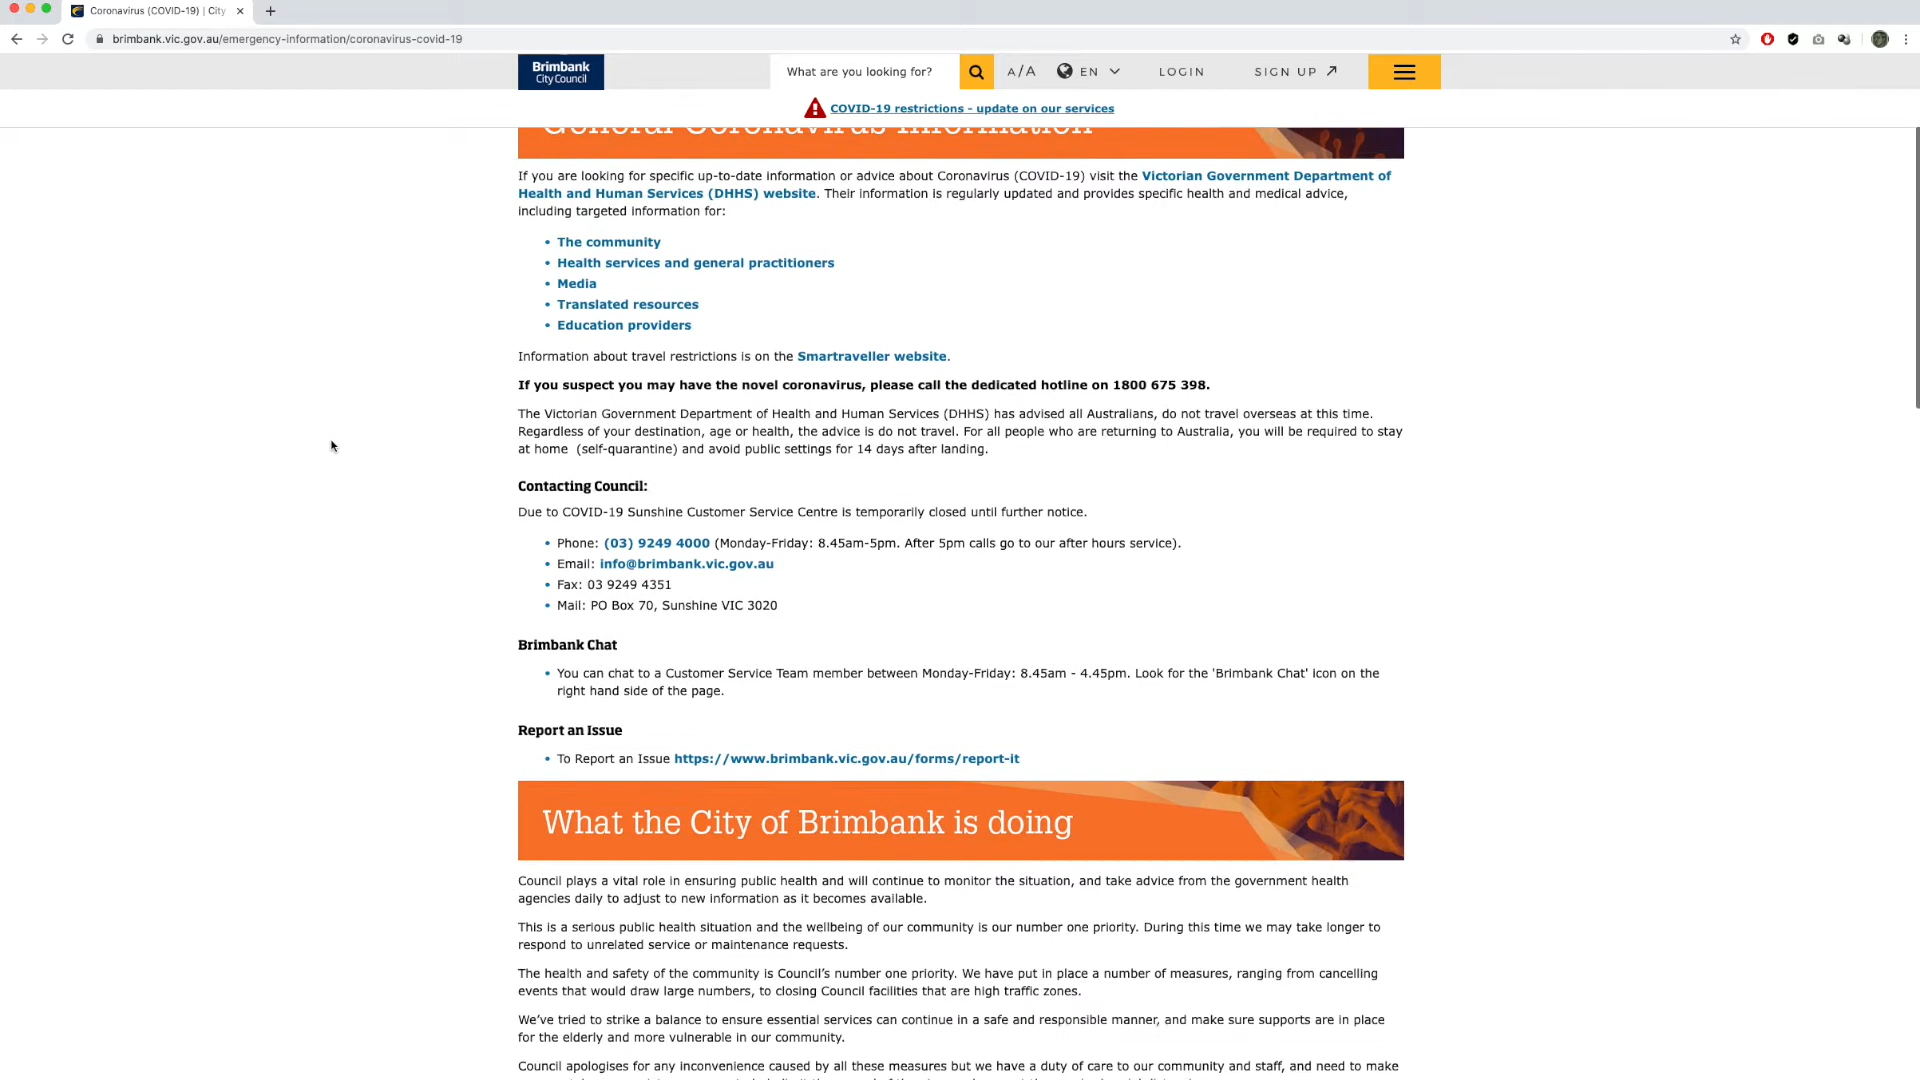 Coronavirus (COVID-19) | City
brimbank.vic.gov.au/emergency-information/coronavirus-covid-19
Brimbank
City Council
What are you looking for?
A/A
EN
LOGIN
SIGN UP
COVID-19 restrictions - update on our services
General Coronavirus Information
If you are looking for specific up-to-date information or advice about Coronavirus (COVID-19) visit the Victorian Government Department of
Health and Human Services (DHHS) website. Their information is regularly updated and provides specific health and medical advice,
including targeted information for:
• The community
• Health services and general practitioners
• Media
• Translated resources
• Education providers
Information about travel restrictions is on the Smartraveller website.
If you suspect you may have the novel coronavirus, please call the dedicated hotline on 1800 675 398.
The Victorian Government Department of Health and Human Services (DHHS) has advised all Australians, do not travel overseas at this time.
Regardless of your destination, age or health, the advice is do not travel. For all people who are returning to Australia, you will be required to stay
at home (self-quarantine) and avoid public settings for 14 days after landing.
Contacting Council:
Due to COVID-19 Sunshine Customer Service Centre is temporarily closed until further notice.
• Phone: (03) 9249 4000 (Monday-Friday: 8.45am-5pm. After 5pm calls go to our after hours service).
• Email: info@brimbank.vic.gov.au
• Fax: 03 9249 4351
• Mail: PO Box 70, Sunshine VIC 3020
Brimbank Chat
• You can chat to a Customer Service Team member between Monday-Friday: 8.45am - 4.45pm. Look for the 'Brimbank Chat' icon on the
right hand side of the page.
Report an Issue
• To Report an Issue https://www.brimbank.vic.gov.au/forms/report-it
What the City of Brimbank is doing
Council plays a vital role in ensuring public health and will continue to monitor the situation, and take advice from the government health
agencies daily to adjust to new information as it becomes available.
This is a serious public health situation and the wellbeing of our community is our number one priority. During this time we may take longer to
respond to unrelated service or maintenance requests.
The health and safety of the community is Council's number one priority. We have put in place a number of measures, ranging from cancelling
events that would draw large numbers, to closing Council facilities that are high traffic zones.
We've tried to strike a balance to ensure essential services can continue in a safe and responsible manner, and make sure supports are in place
for the elderly and more vulnerable in our community.
Council apologises for any inconvenience caused by all these measures but we have a duty of care to our community and staff, and need to make